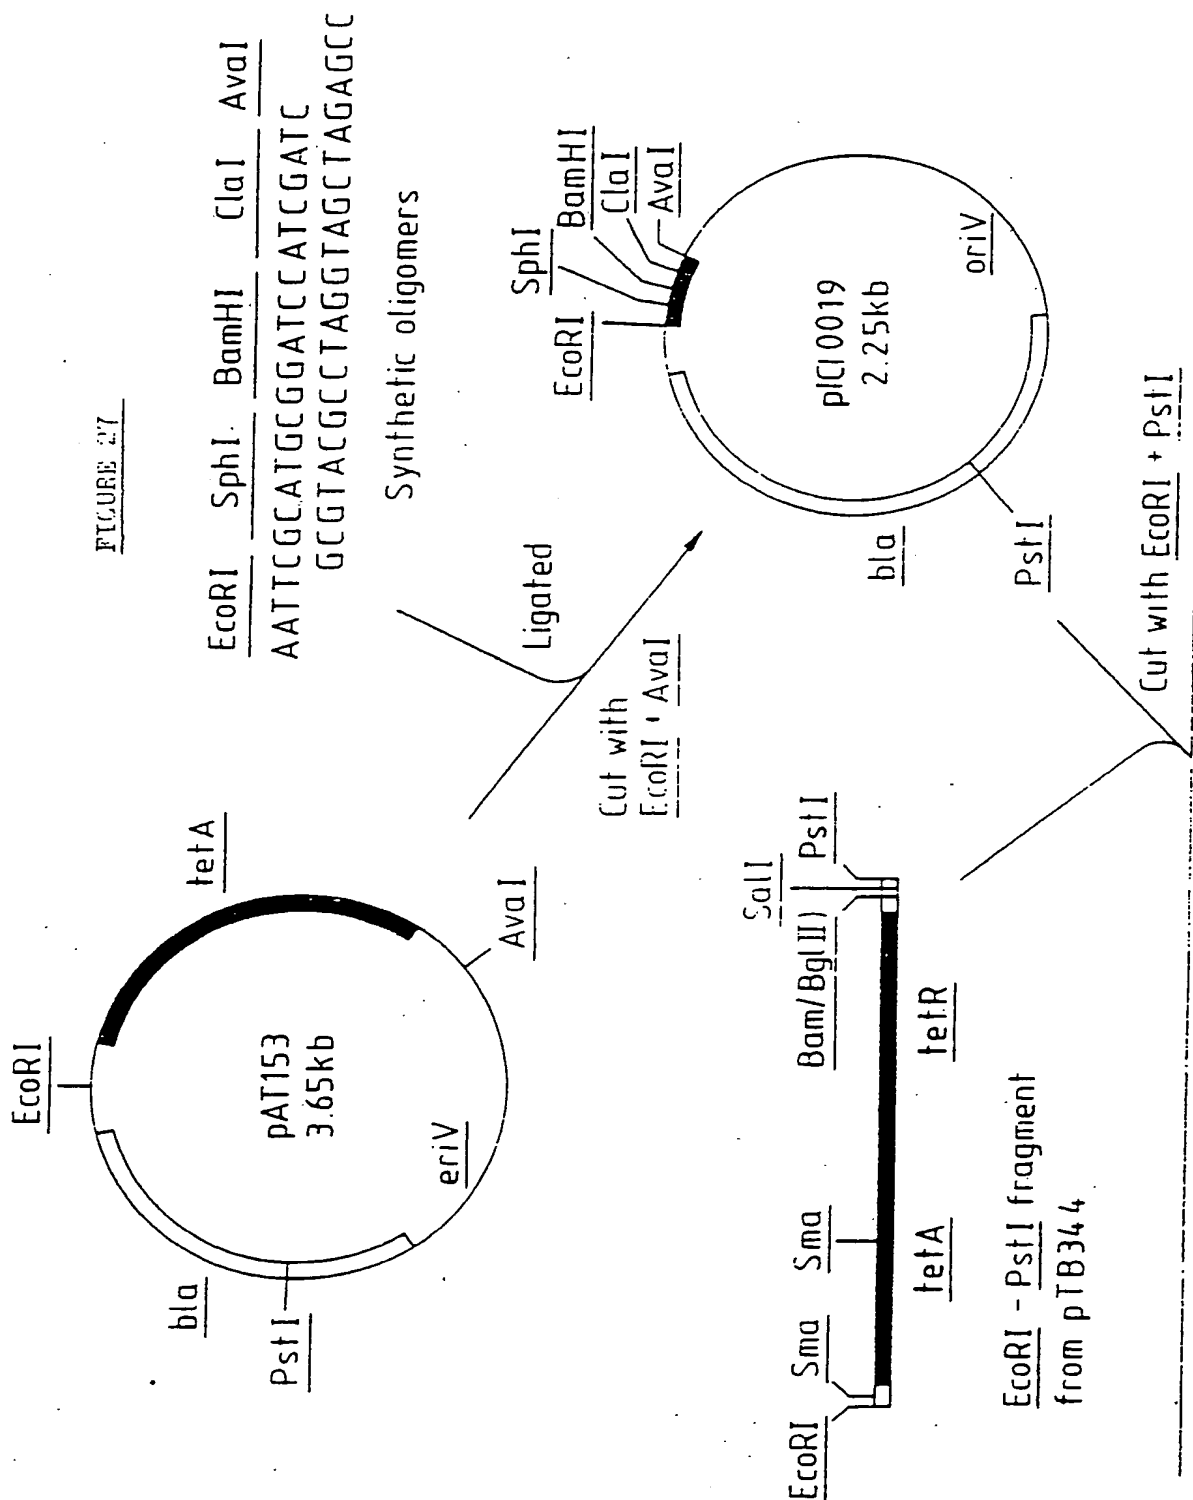 FIGURE 27
EcoRI SphI BamHI ClaI AvaI
AATTCGCATGCGGATCCATCGATC
GCGTACGCCTAGGTAGCTAGAGCC
Synthetic oligomers
EcoRI
tetA
pAT153
3.65kb
bla
PstI
eriV
AvaI
Ligated
Cut with
EcoRI + AvaI
EcoRI
SphI
BamHI
ClaI
AvaI
pICI0019
2.25kb
oriV
bla
PstI
EcoRI
Sma
Sma
Bam/BglII)
SalI
PstI
tetA
tetR
EcoRI - PstI fragment
from pTB344
Cut with EcoRI + PstI